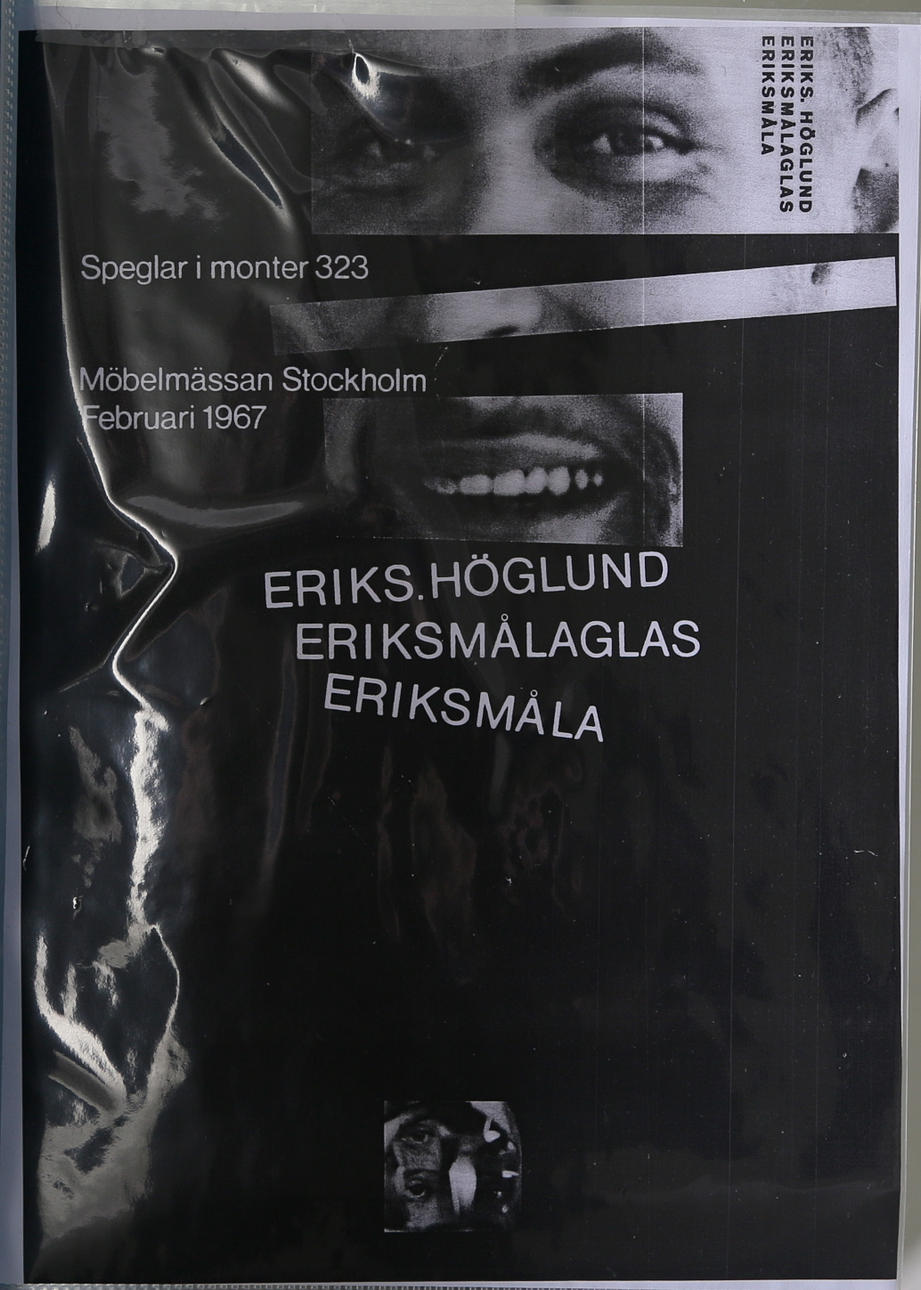 ERIKS. HÖGLUND
ERIKSMÅLAGLAS
ERIKSMÅLA
Speglar i monter 323
Möbelmässan Stockholm
Februari 1967
ERIKS.HÖGLUND
ERIKSMÅLAGLAS
ERIKSMÅLA